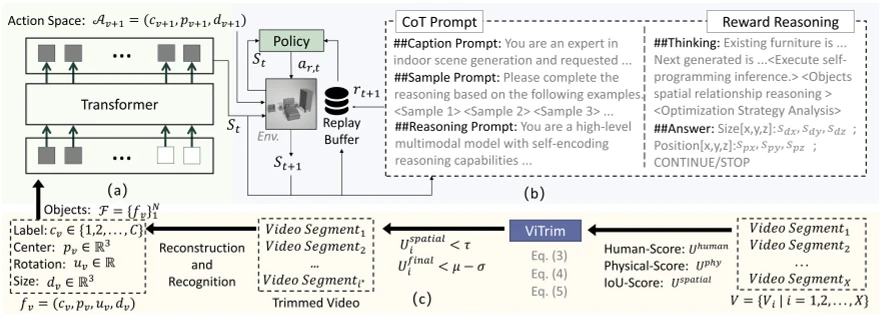 Action Space: 𝒜_{v+1} = (c_{v+1}, p_{v+1}, d_{v+1})
...
Transformer
...
(a)
Policy
S_t
a_{r,t}
r_{t+1}
S_t
Env.
Replay
Buffer
S_{t+1}
CoT Prompt
##Caption Prompt: You are an expert in
indoor scene generation and requested ...
##Sample Prompt: Please complete the
reasoning based on the following examples.
<Sample 1> <Sample 2> <Sample 3> ...
##Reasoning Prompt: You are a high-level
multimodal model with self-encoding
reasoning capabilities ...
Reward Reasoning
##Thinking: Existing furniture is ...
Next generated is ...<Execute self-
programming inference.> <Objects
spatial relationship reasoning >
<Optimization Strategy Analysis>
##Answer: Size[x,y,z]:s_{dx}, s_{dy}, s_{dz} ;
Position[x,y,z]:s_{px}, s_{py}, s_{pz} ;
CONTINUE/STOP
(b)
Objects: ℱ = {f_v}_1^N
Label: c_v ∈ {1,2, ..., C}
Center: p_v ∈ ℝ^3
Rotation: u_v ∈ ℝ
Size: d_v ∈ ℝ^3
f_v = (c_v, p_v, u_v, d_v)
Reconstruction
and
Recognition
Video Segment_1
Video Segment_2
...
Video Segment_{i*}
Trimmed Video
U_i^{spatial} < τ
U_i^{final} < μ − σ
(c)
ViTrim
Eq. (3)
Eq. (4)
Eq. (5)
Human-Score: U^{human}
Physical-Score: U^{phy}
IoU-Score: U^{spatial}
Video Segment_1
Video Segment_2
...
Video Segment_X
V = {V_i | i = 1,2, ..., X}